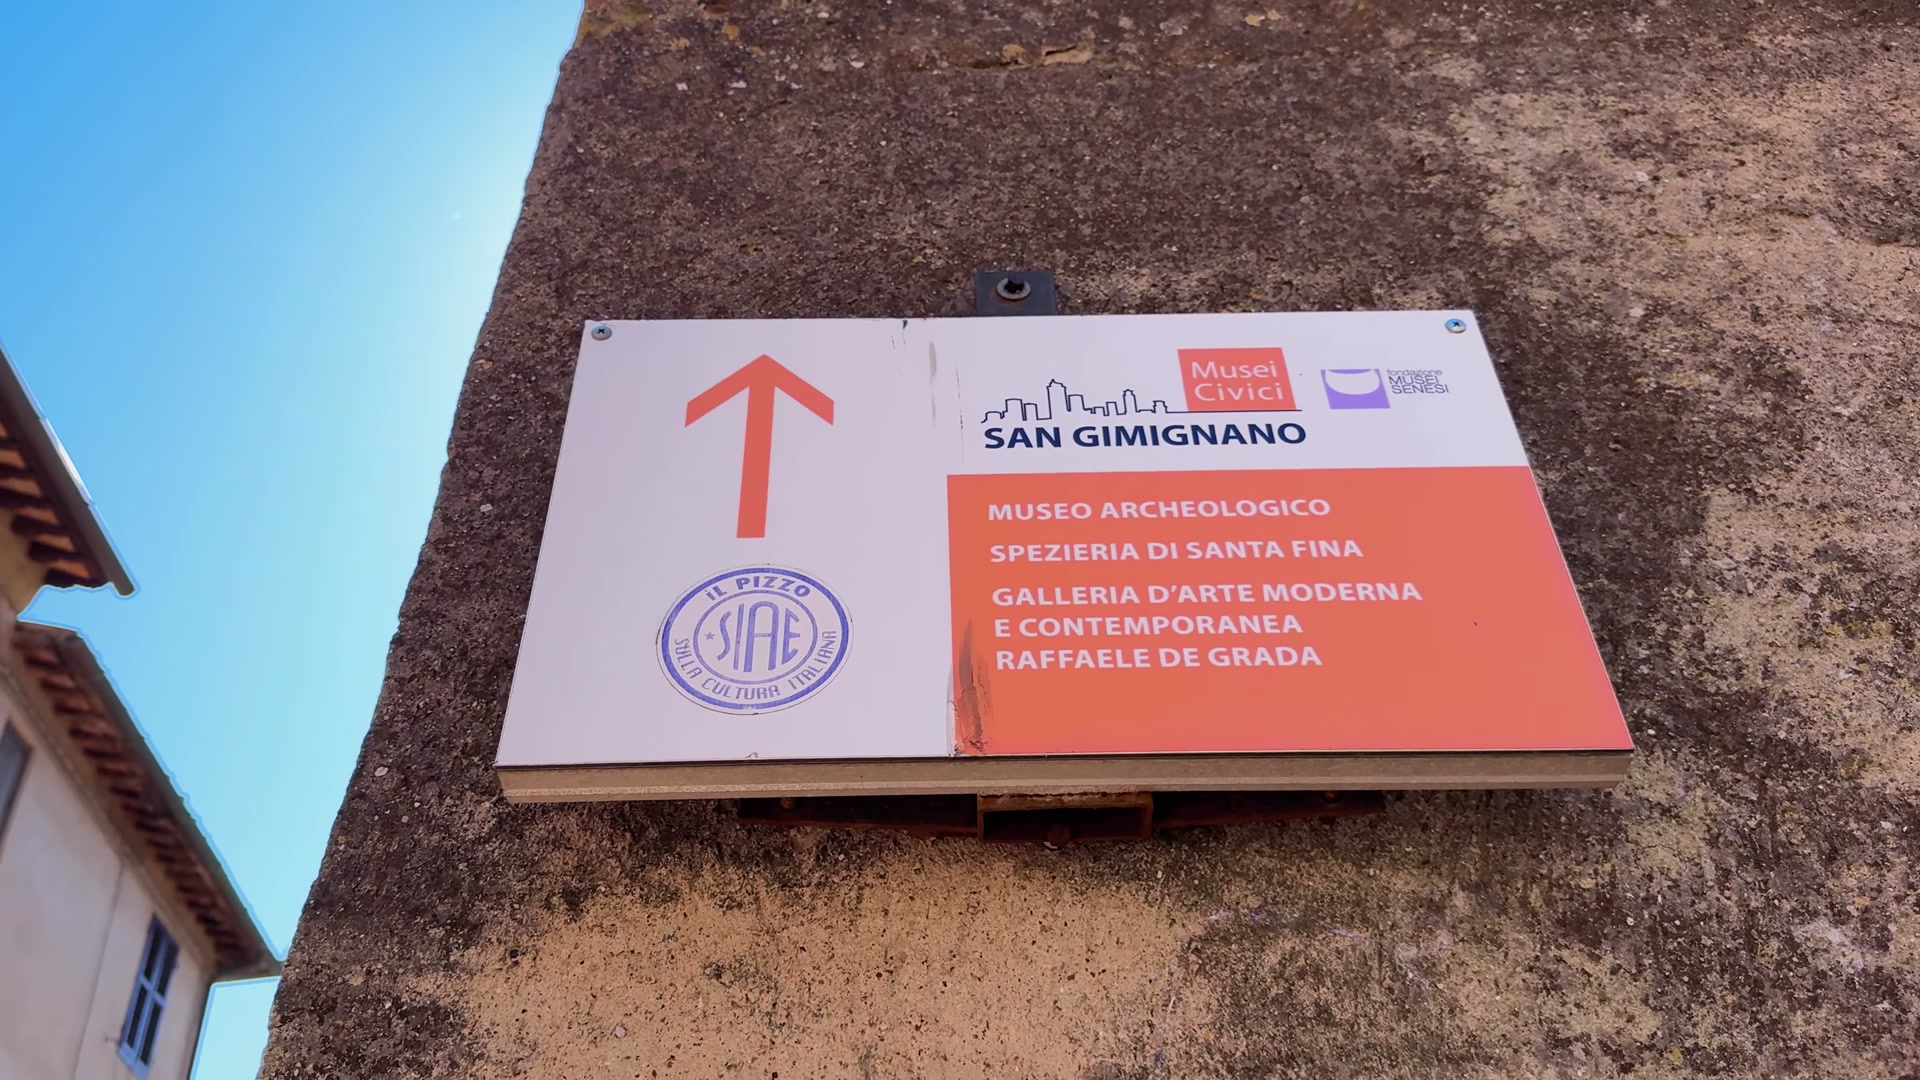 Musei
Civici
SAN GIMIGNANO
fondazione
MUSEI
SENESI
MUSEO ARCHEOLOGICO
SPEZIERIA DI SANTA FINA
GALLERIA D'ARTE MODERNA
E CONTEMPORANEA
RAFFAELE DE GRADA
iL PIZZO
SIAE
SULLA CULTURA ITALIANA